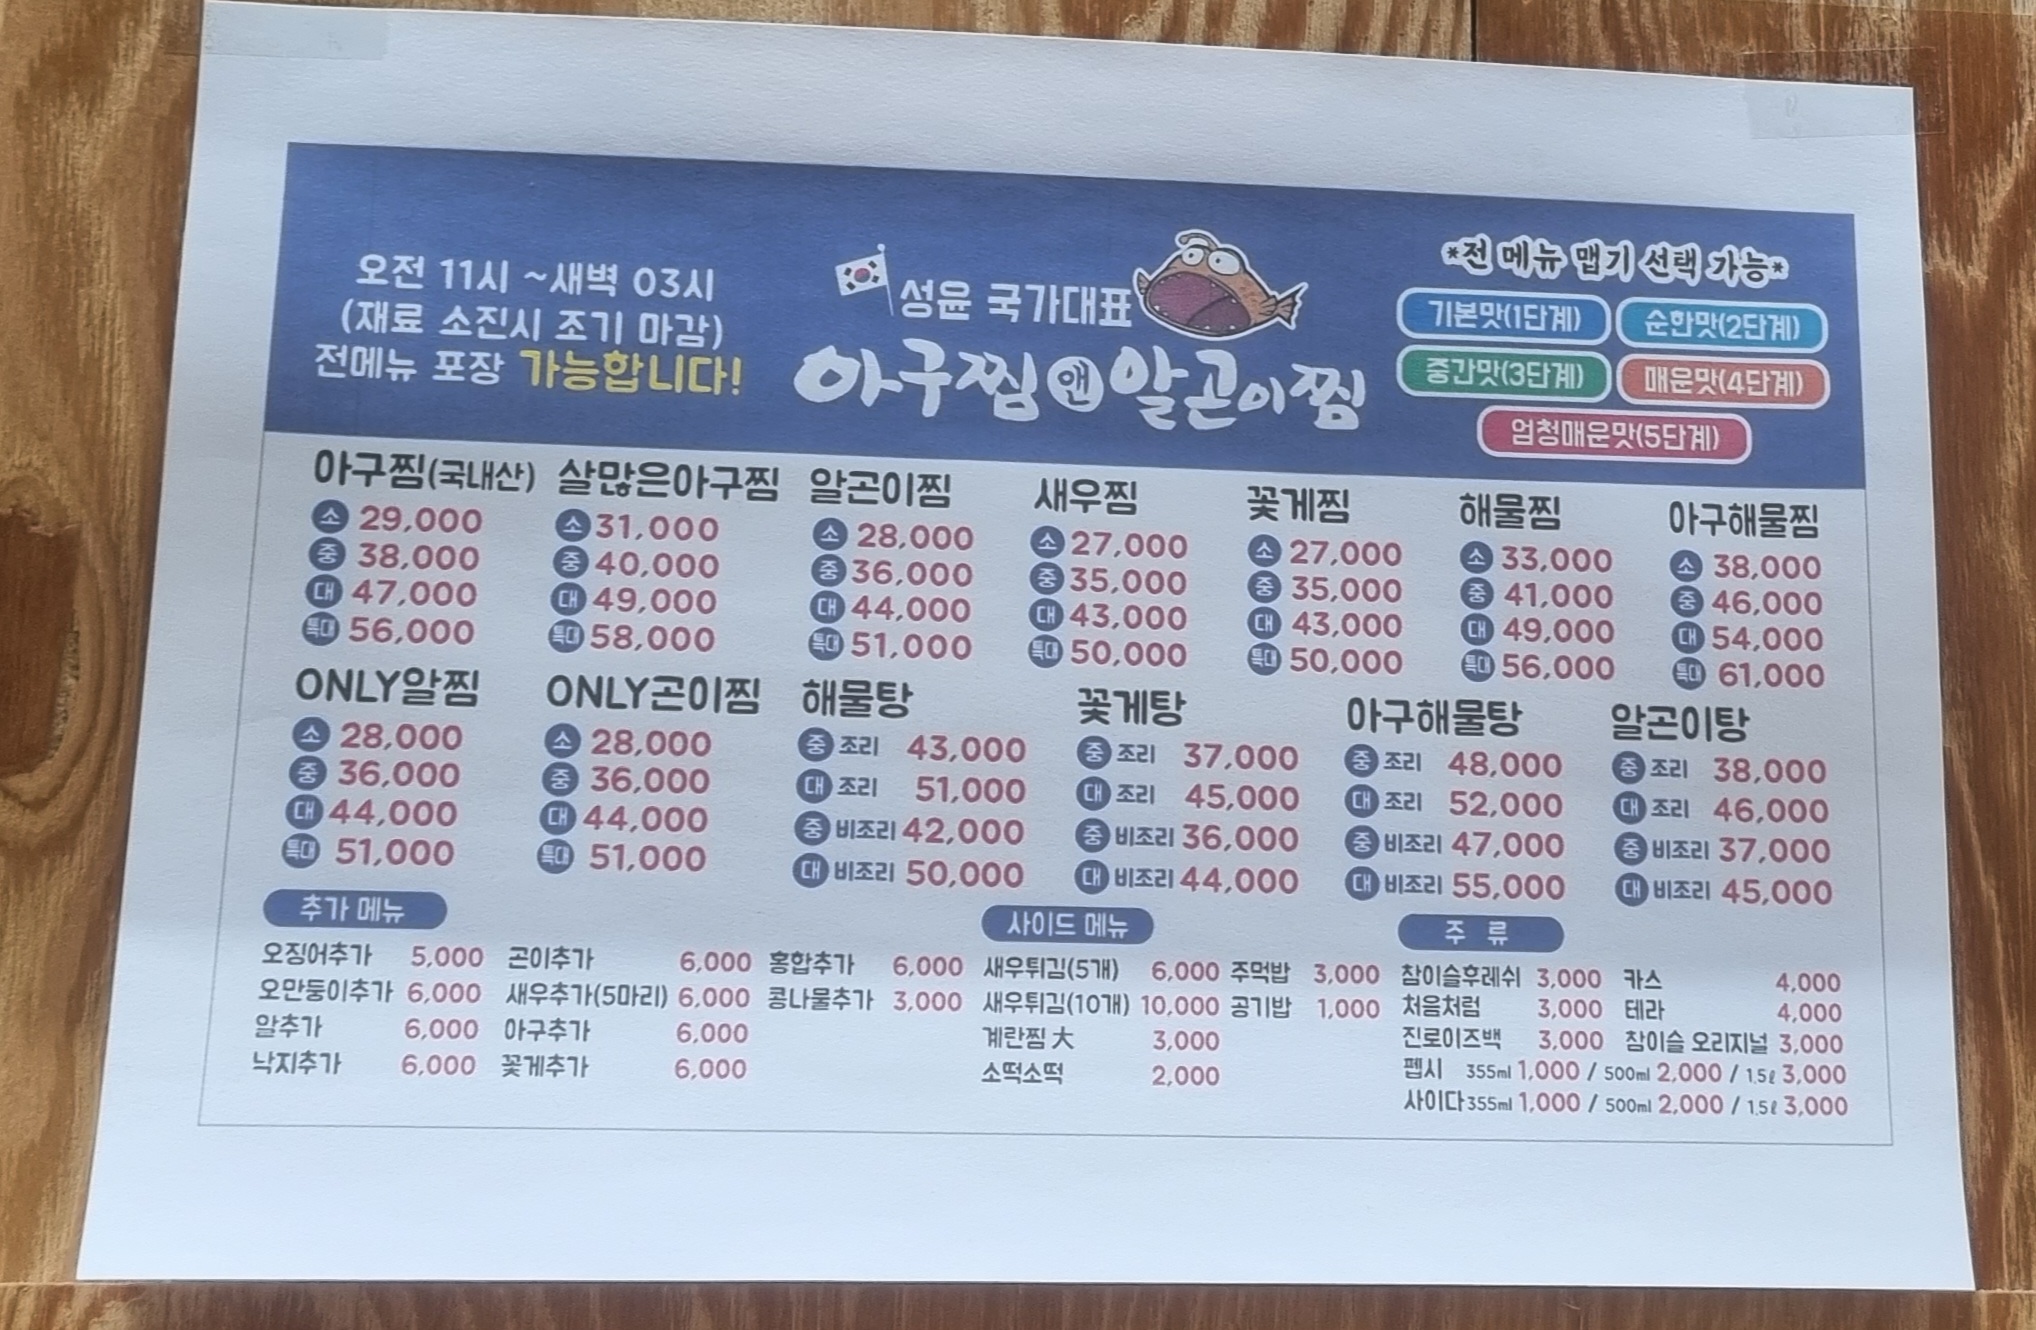 오전 11시 ~새벽 03시
(재료 소진시 조기 마감)
전메뉴 포장 가능합니다!
성윤 국가대표
아구찜앤알곤이찜
*전 메뉴 맵기 선택 가능*
기본맛(1단계) 순한맛(2단계)
중간맛(3단계) 매운맛(4단계)
엄청매운맛(5단계)
아구찜(국내산) 살많은아구찜 알곤이찜 새우찜 꽃게찜 해물찜 아구해물찜
소 29,000 소 31,000 소 28,000 소 27,000 소 27,000 소 33,000 소 38,000
중 38,000 중 40,000 중 36,000 중 35,000 중 35,000 중 41,000 중 46,000
대 47,000 대 49,000 대 44,000 대 43,000 대 43,000 대 49,000 대 54,000
특대 56,000 특대 58,000 특대 51,000 특대 50,000 특대 50,000 특대 56,000 특대 61,000
ONLY알찜 ONLY곤이찜 해물탕 꽃게탕 아구해물탕 알곤이탕
소 28,000 소 28,000 중 조리 43,000 중 조리 37,000 중 조리 48,000 중 조리 38,000
중 36,000 중 36,000 대 조리 51,000 대 조리 45,000 대 조리 52,000 대 조리 46,000
대 44,000 대 44,000 중 비조리 42,000 중 비조리 36,000 중 비조리 47,000 중 비조리 37,000
특대 51,000 특대 51,000 대 비조리 50,000 대 비조리 44,000 대 비조리 55,000 대 비조리 45,000
추가 메뉴
오징어추가 5,000 곤이추가 6,000 홍합추가 6,000
오만둥이추가 6,000 새우추가(5마리) 6,000 콩나물추가 3,000
알추가 6,000 아구추가 6,000
낙지추가 6,000 꽃게추가 6,000
사이드 메뉴
새우튀김(5개) 6,000 주먹밥 3,000
새우튀김(10개) 10,000 공기밥 1,000
계란찜 大 3,000
소떡소떡 2,000
주 류
참이슬후레쉬 3,000 카스 4,000
처음처럼 3,000 테라 4,000
진로이즈백 3,000 참이슬 오리지널 3,000
펩시 355ml 1,000 / 500ml 2,000 / 1.5ℓ 3,000
사이다 355ml 1,000 / 500ml 2,000 / 1.5ℓ 3,000